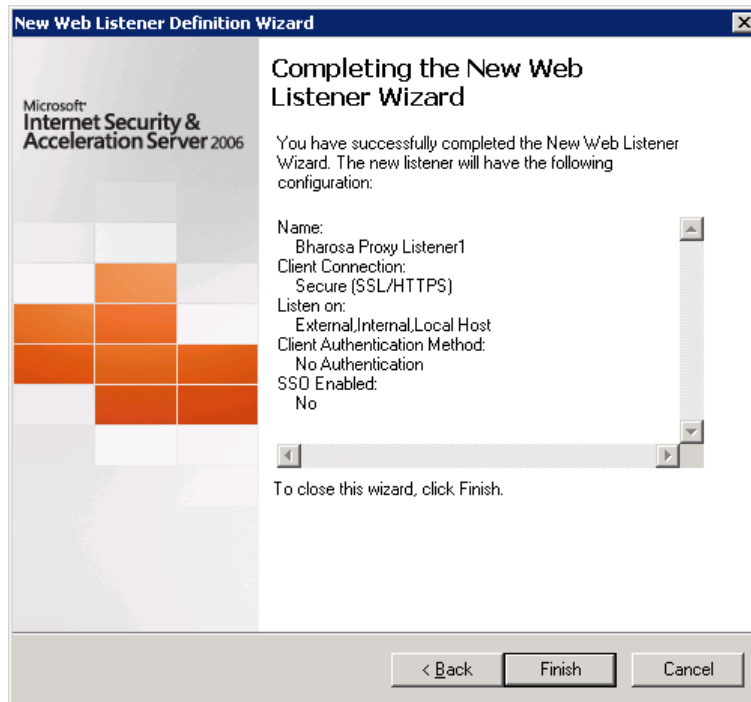 New Web Listener Definition Wizard
Microsoft
Internet Security &
Acceleration Server 2006
Completing the New Web
Listener Wizard
You have successfully completed the New Web Listener
Wizard. The new listener will have the following
configuration:
Name:
Bharosa Proxy Listener1
Client Connection:
Secure (SSL/HTTPS)
Listen on:
External,Internal,Local Host
Client Authentication Method:
No Authentication
SSO Enabled:
No
To close this wizard, click Finish.
< Back
Finish
Cancel